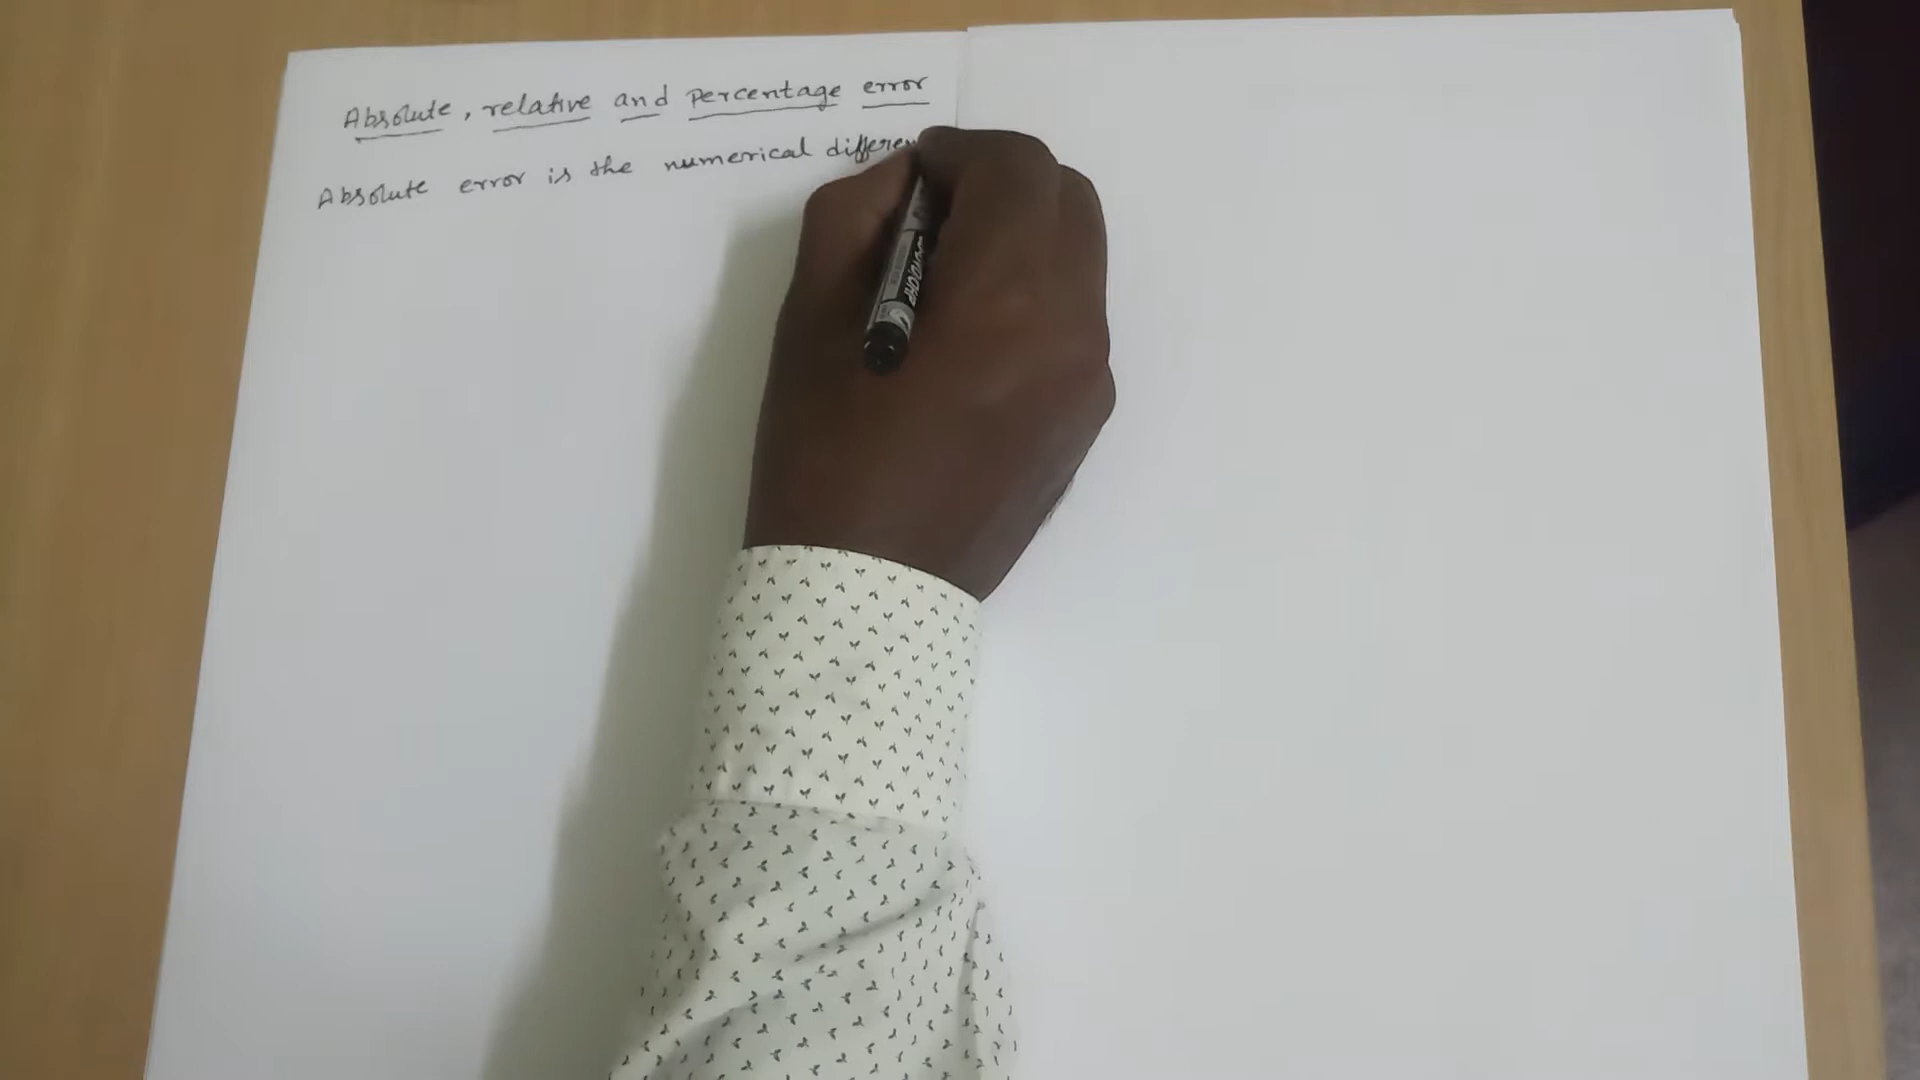 Absolute, relative and percentage error
Absolute error is the numerical differen